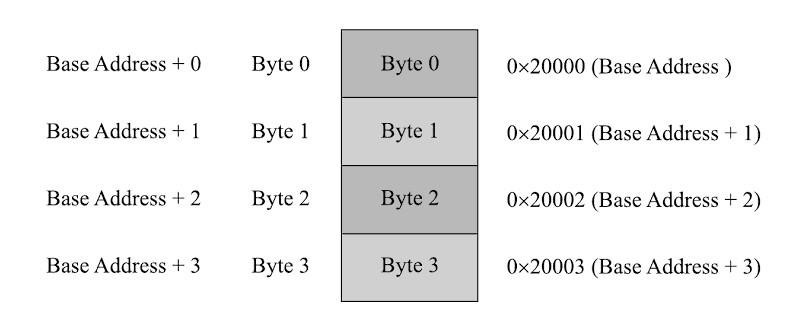 Base Address + 0 Byte 0 Byte 0 0×20000 (Base Address )
Base Address + 1 Byte 1 Byte 1 0×20001 (Base Address + 1)
Base Address + 2 Byte 2 Byte 2 0×20002 (Base Address + 2)
Base Address + 3 Byte 3 Byte 3 0×20003 (Base Address + 3)